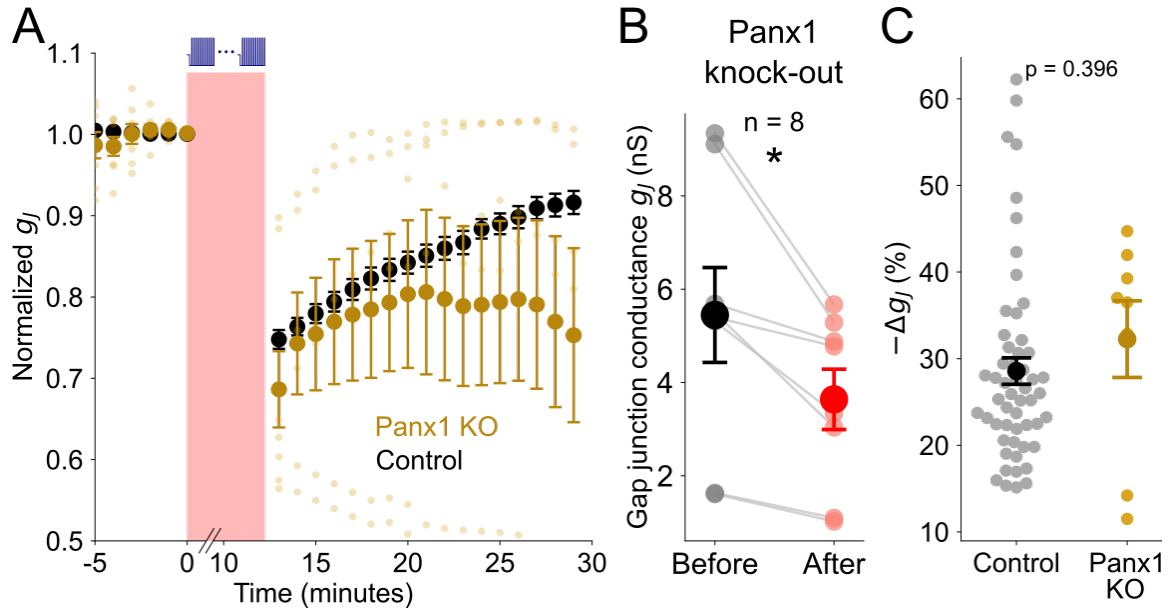 A
1.1
1.0
0.9
0.8
0.7
0.6
0.5
Normalized gJ
-5
0
10
15
20
25
30
Time (minutes)
Panx1 KO
Control
B
Panx1
knock-out
n = 8
*
8
6
4
2
Gap junction conductance gJ (nS)
Before
After
C
p = 0.396
60
50
40
30
20
10
−ΔgJ (%)
Control
Panx1
KO